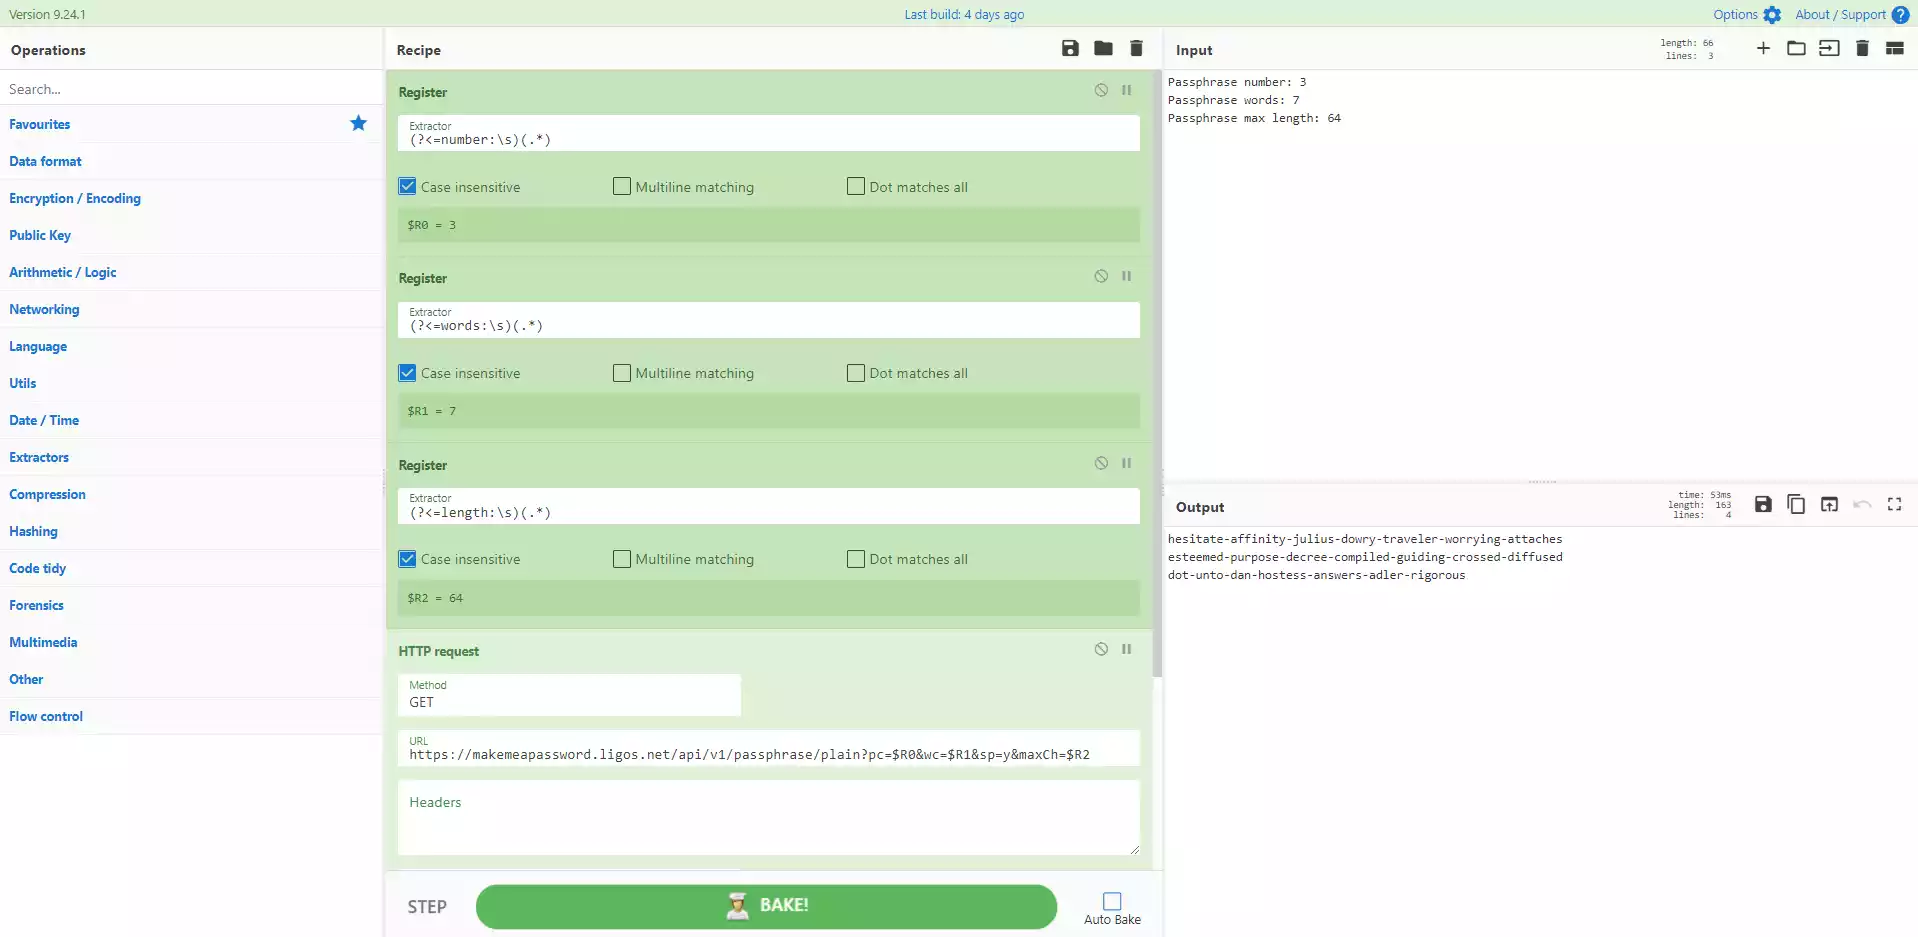 Version 9.24.1
Last build: 4 days ago
Options
About / Support
Operations
Search...
Favourites
Data format
Encryption / Encoding
Public Key
Arithmetic / Logic
Networking
Language
Utils
Date / Time
Extractors
Compression
Hashing
Code tidy
Forensics
Multimedia
Other
Flow control
Recipe
Register
Extractor
(?<=number:\s)(.*)
Case insensitive
Multiline matching
Dot matches all
$R0 = 3
Register
Extractor
(?<=words:\s)(.*)
Case insensitive
Multiline matching
Dot matches all
$R1 = 7
Register
Extractor
(?<=length:\s)(.*)
Case insensitive
Multiline matching
Dot matches all
$R2 = 64
HTTP request
Method
GET
URL
https://makemeapassword.ligos.net/api/v1/passphrase/plain?pc=$R0&wc=$R1&sp=y&maxCh=$R2
Headers
STEP
BAKE!
Auto Bake
Input
length: 66
lines: 3
Passphrase number: 3
Passphrase words: 7
Passphrase max length: 64
Output
time: 53ms
length: 163
lines: 4
hesitate-affinity-julius-dowry-traveler-worrying-attaches
esteemed-purpose-decree-compiled-guiding-crossed-diffused
dot-unto-dan-hostess-answers-adler-rigorous